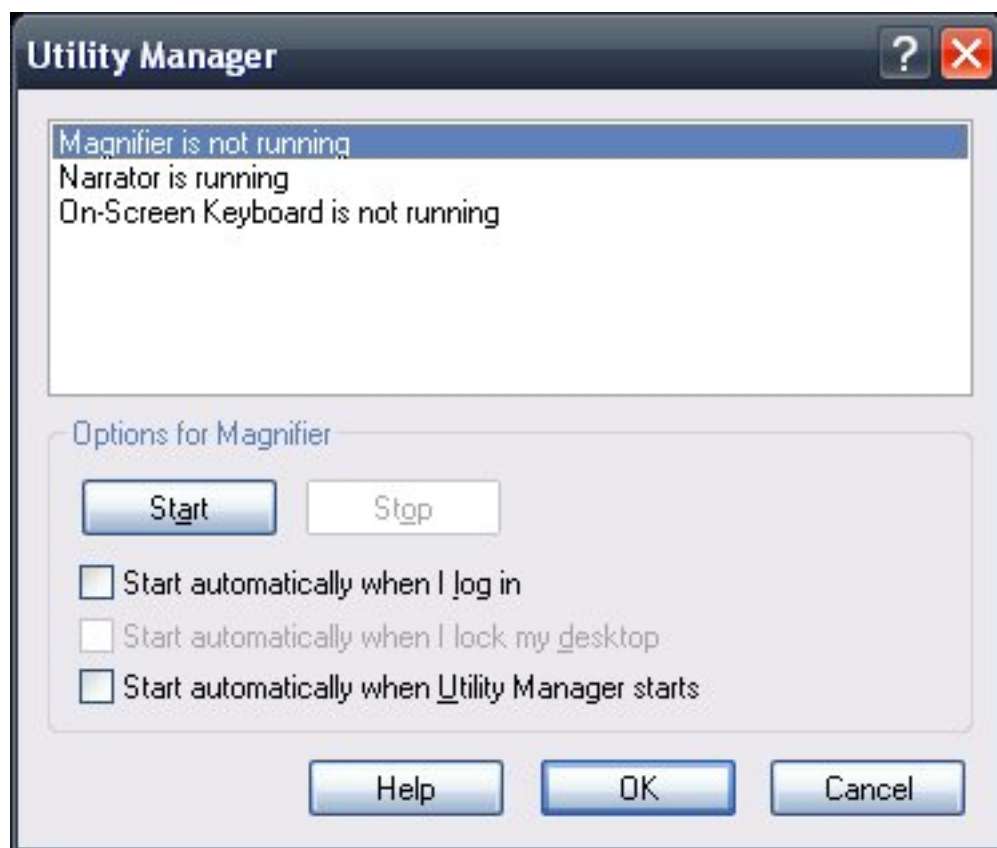 Utility Manager
?
Magnifier is not running
Narrator is running
On-Screen Keyboard is not running
Options for Magnifier
Start Stop
Start automatically when I log in
Start automatically when I lock my desktop
Start automatically when Utility Manager starts
Help OK Cancel